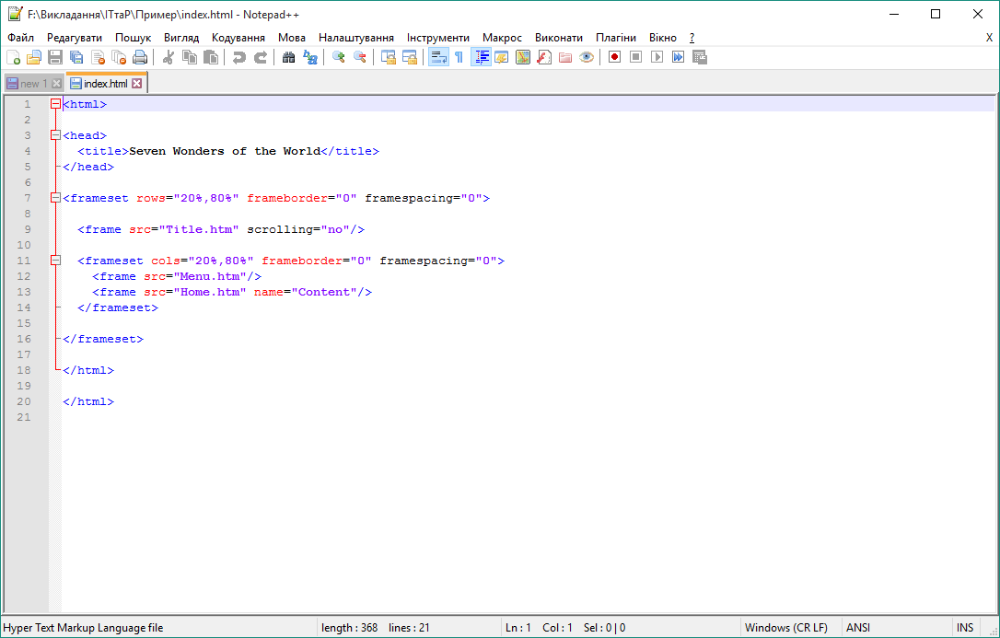 F:\Викладання\ІТтаР\Пример\index.html - Notepad++
Файл Редагувати Пошук Вигляд Кодування Мова Налаштування Інструменти Макрос Виконати Плагіни Вікно ? X
new 1 index.html
1 <html>
2
3 <head>
4 <title>Seven Wonders of the World</title>
5 </head>
6
7 <frameset rows="20%,80%" frameborder="0" framespacing="0">
8
9 <frame src="Title.htm" scrolling="no"/>
10
11 <frameset cols="20%,80%" frameborder="0" framespacing="0">
12 <frame src="Menu.htm"/>
13 <frame src="Home.htm" name="Content"/>
14 </frameset>
15
16 </frameset>
17
18 </html>
19
20 </html>
21
Hyper Text Markup Language file length : 368 lines : 21 Ln : 1 Col : 1 Sel : 0 | 0 Windows (CR LF) ANSI INS